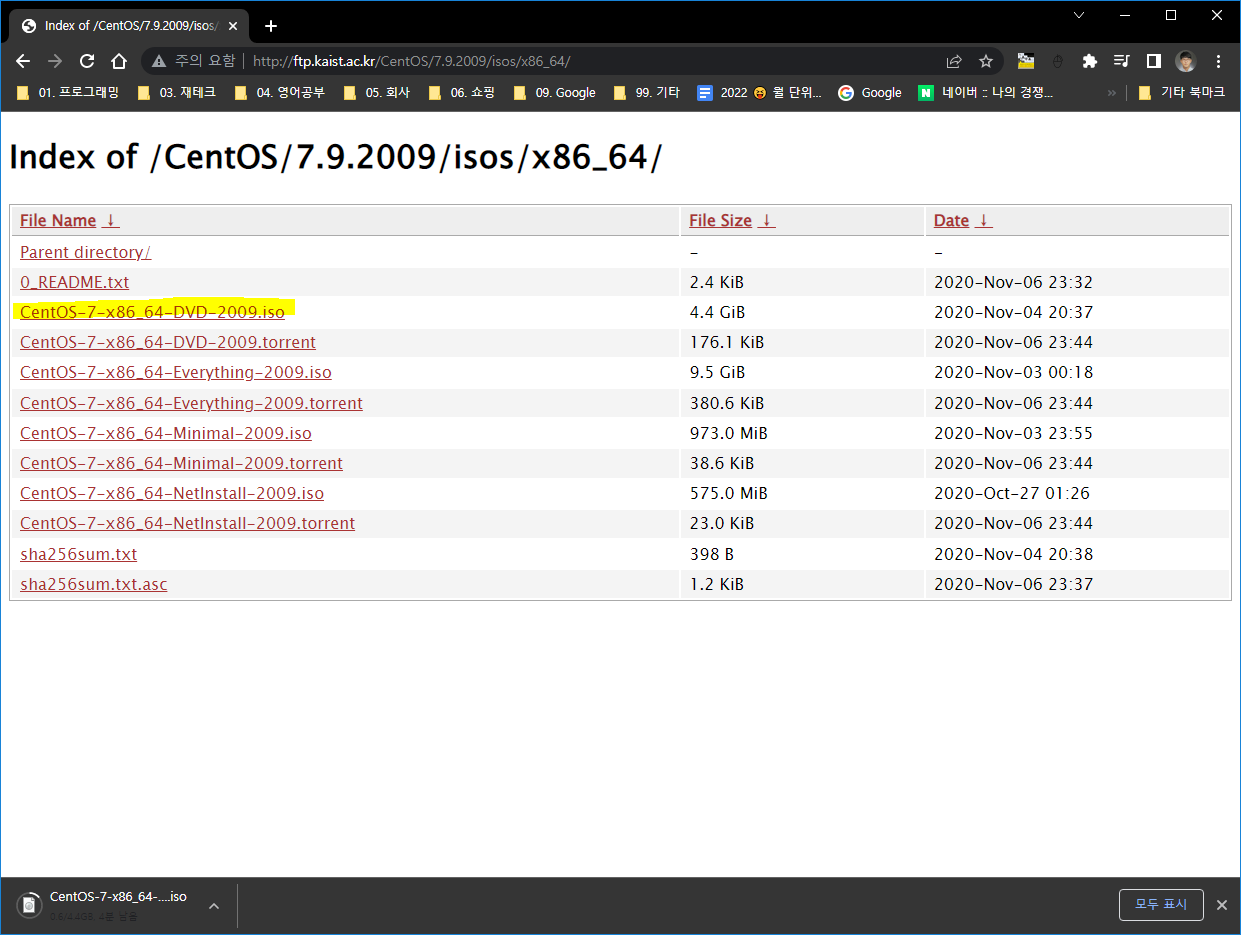 Index of /CentOS/7.9.2009/isos/
주의 요함 | http://ftp.kaist.ac.kr/CentOS/7.9.2009/isos/x86_64/
01. 프로그래밍 03. 재테크 04. 영어공부 05. 회사 06. 쇼핑 09. Google 99. 기타 2022 😆 월 단위... Google N 네이버 :: 나의 경쟁... » 기타 북마크
Index of /CentOS/7.9.2009/isos/x86_64/
File Name ↓ File Size ↓ Date ↓
Parent directory/ - -
0_README.txt 2.4 KiB 2020-Nov-06 23:32
CentOS-7-x86_64-DVD-2009.iso 4.4 GiB 2020-Nov-04 20:37
CentOS-7-x86_64-DVD-2009.torrent 176.1 KiB 2020-Nov-06 23:44
CentOS-7-x86_64-Everything-2009.iso 9.5 GiB 2020-Nov-03 00:18
CentOS-7-x86_64-Everything-2009.torrent 380.6 KiB 2020-Nov-06 23:44
CentOS-7-x86_64-Minimal-2009.iso 973.0 MiB 2020-Nov-03 23:55
CentOS-7-x86_64-Minimal-2009.torrent 38.6 KiB 2020-Nov-06 23:44
CentOS-7-x86_64-NetInstall-2009.iso 575.0 MiB 2020-Oct-27 01:26
CentOS-7-x86_64-NetInstall-2009.torrent 23.0 KiB 2020-Nov-06 23:44
sha256sum.txt 398 B 2020-Nov-04 20:38
sha256sum.txt.asc 1.2 KiB 2020-Nov-06 23:37
CentOS-7-x86_64-....iso
0.6/4.4GB, 4분 남음
모두 표시